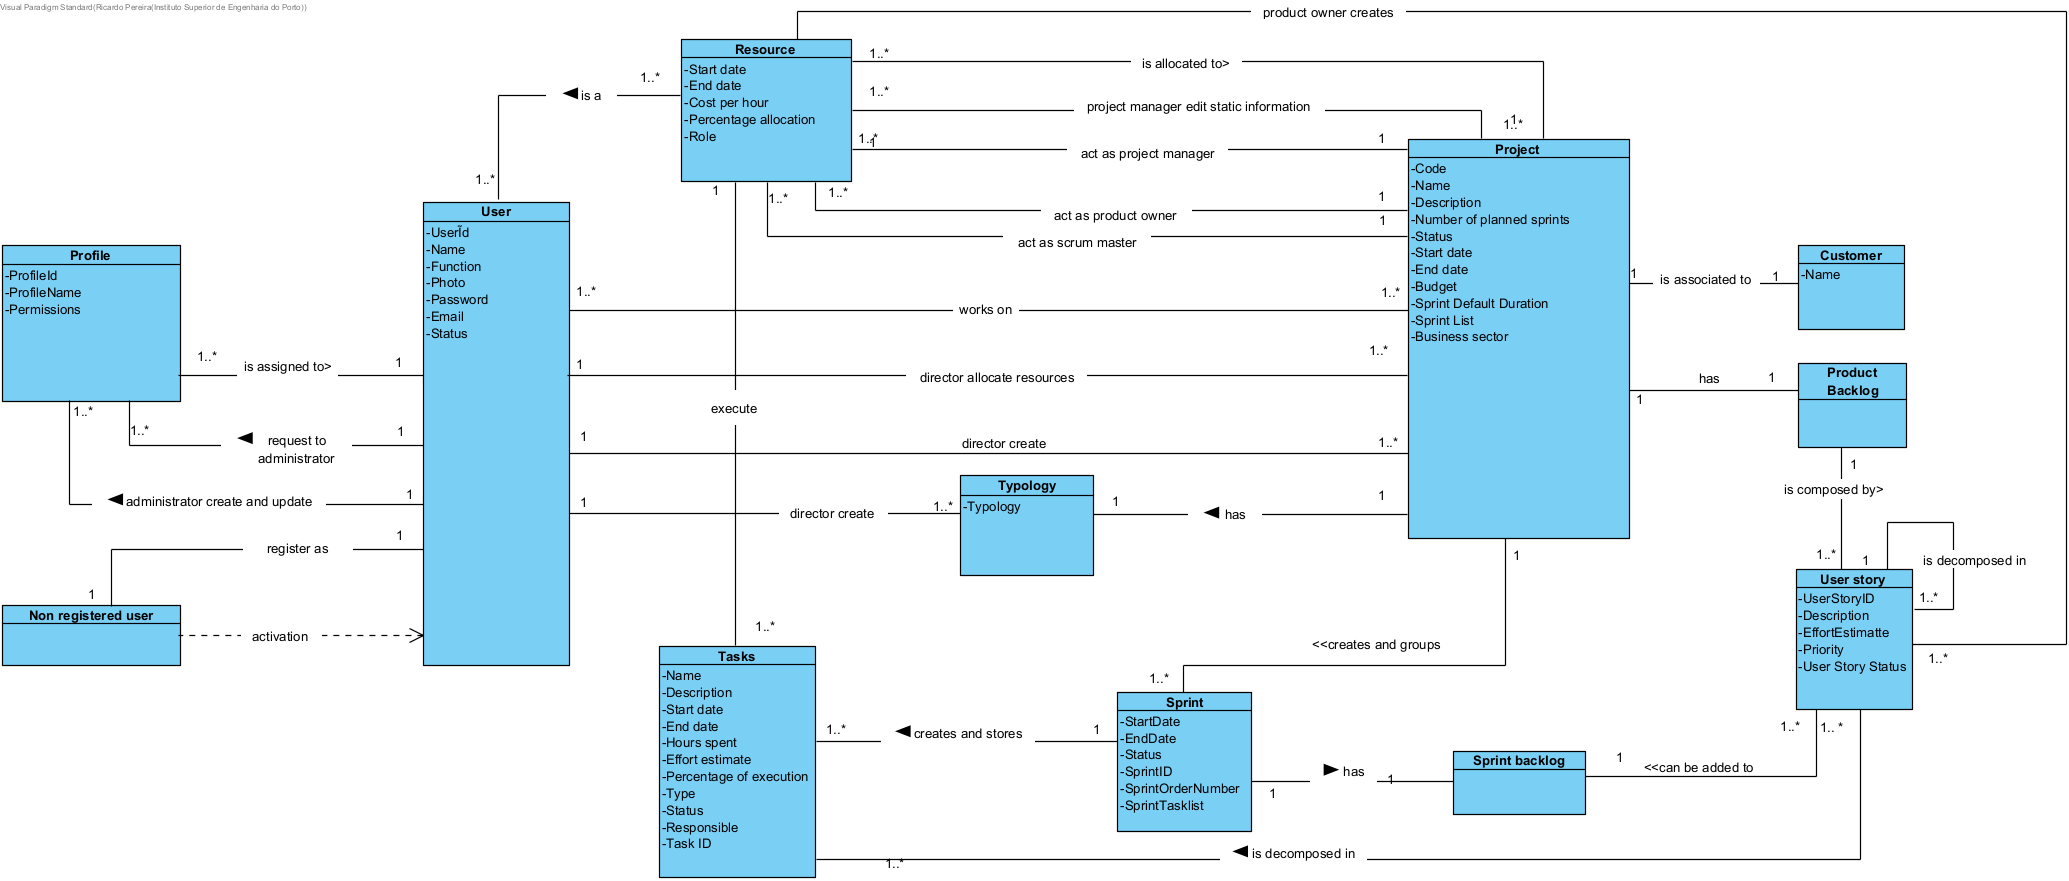 Visual Paradigm Standard(Ricardo Pereira(Instituto Superior de Engenharia do Porto))
product owner creates
Resource
-Start date
-End date
-Cost per hour
-Percentage allocation
-Role
1..*
is allocated to>
1..*
is a
1..*
project manager edit static information
1
1..*
1..*
1
act as project manager
1
1
1..*
1..*
act as product owner
1
act as scrum master
1
1..*
User
-UserÏd
-Name
-Function
-Photo
-Password
-Email
-Status
Project
-Code
-Name
-Description
-Number of planned sprints
-Status
-Start date
-End date
-Budget
-Sprint Default Duration
-Sprint List
-Business sector
Profile
-ProfileId
-ProfileName
-Permissions
Customer
-Name
1
is associated to
1
1..*
works on
1..*
1..*
is assigned to>
1
1
director allocate resources
1..*
Product
Backlog
has
1
1
execute
1..*
1..*
request to
administrator
1
1
director create
1..*
1
is composed by>
1..*
administrator create and update
1
1
director create
1..*
Typology
-Typology
1
has
1
register as
1
1
Non registered user
activation
1
1..*
1
is decomposed in
1..*
User story
-UserStoryID
-Description
-EffortEstimatte
-Priority
-User Story Status
1..*
<<creates and groups
1..*
1..*
Tasks
-Name
-Description
-Start date
-End date
-Hours spent
-Effort estimate
-Percentage of execution
-Type
-Status
-Responsible
-Task ID
Sprint
-StartDate
-EndDate
-Status
-SprintID
-SprintOrderNumber
-SprintTasklist
1..*
creates and stores
1
1
has
1
Sprint backlog
1
<<can be added to
1..*
1..*
is decomposed in
1..*